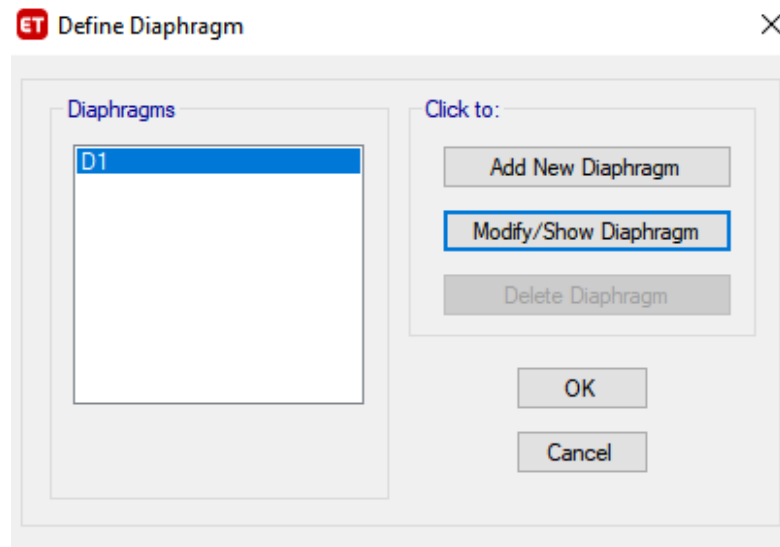 ET Define Diaphragm
Diaphragms
D1
Click to:
Add New Diaphragm
Modify/Show Diaphragm
Delete Diaphragm
OK
Cancel